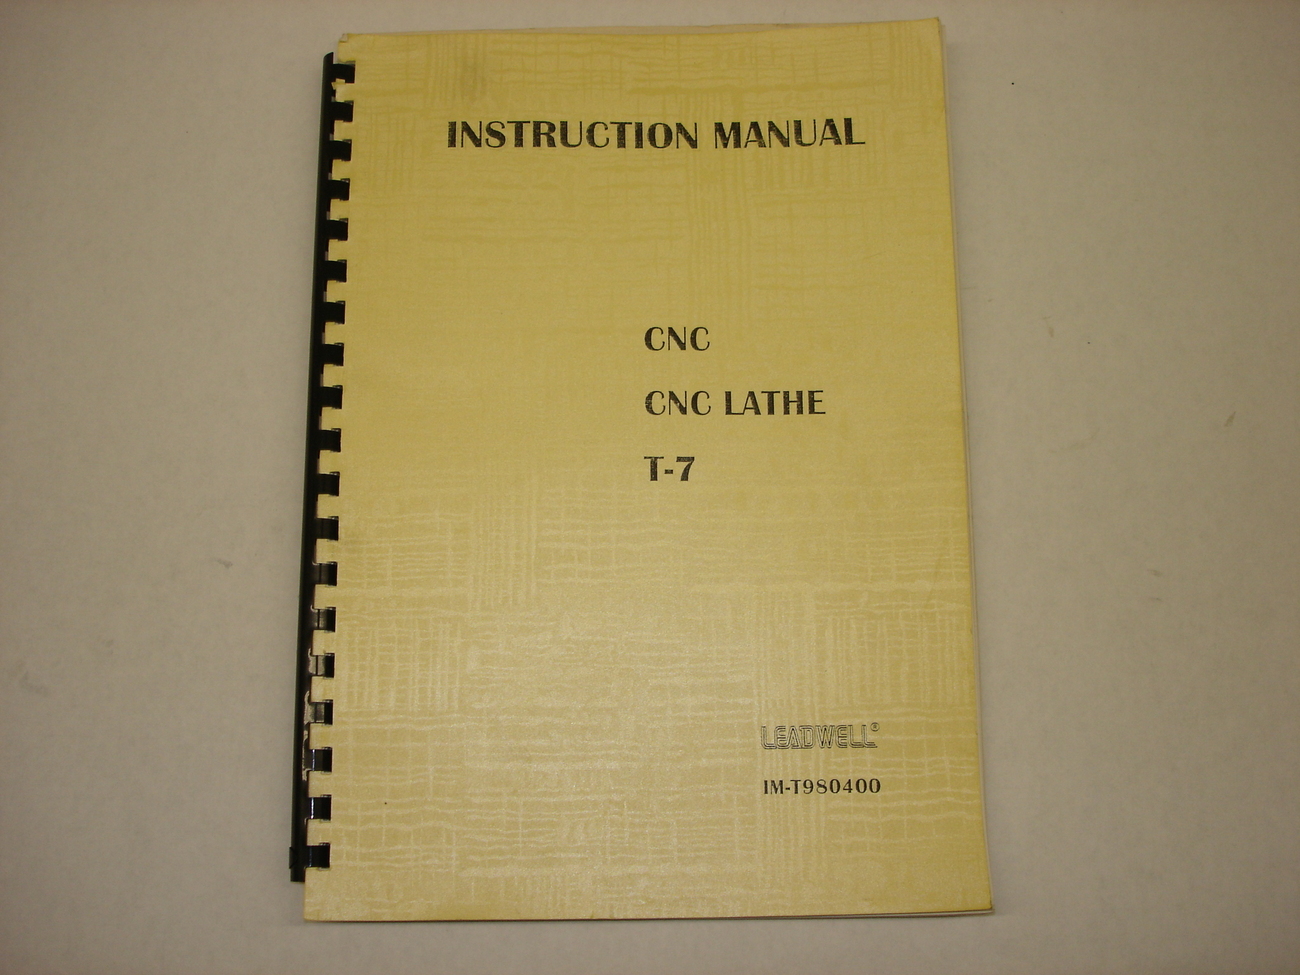 INSTRUCTION MANUAL
CNC
CNC LATHE
T-7
LEADWELL®
IM-T980400